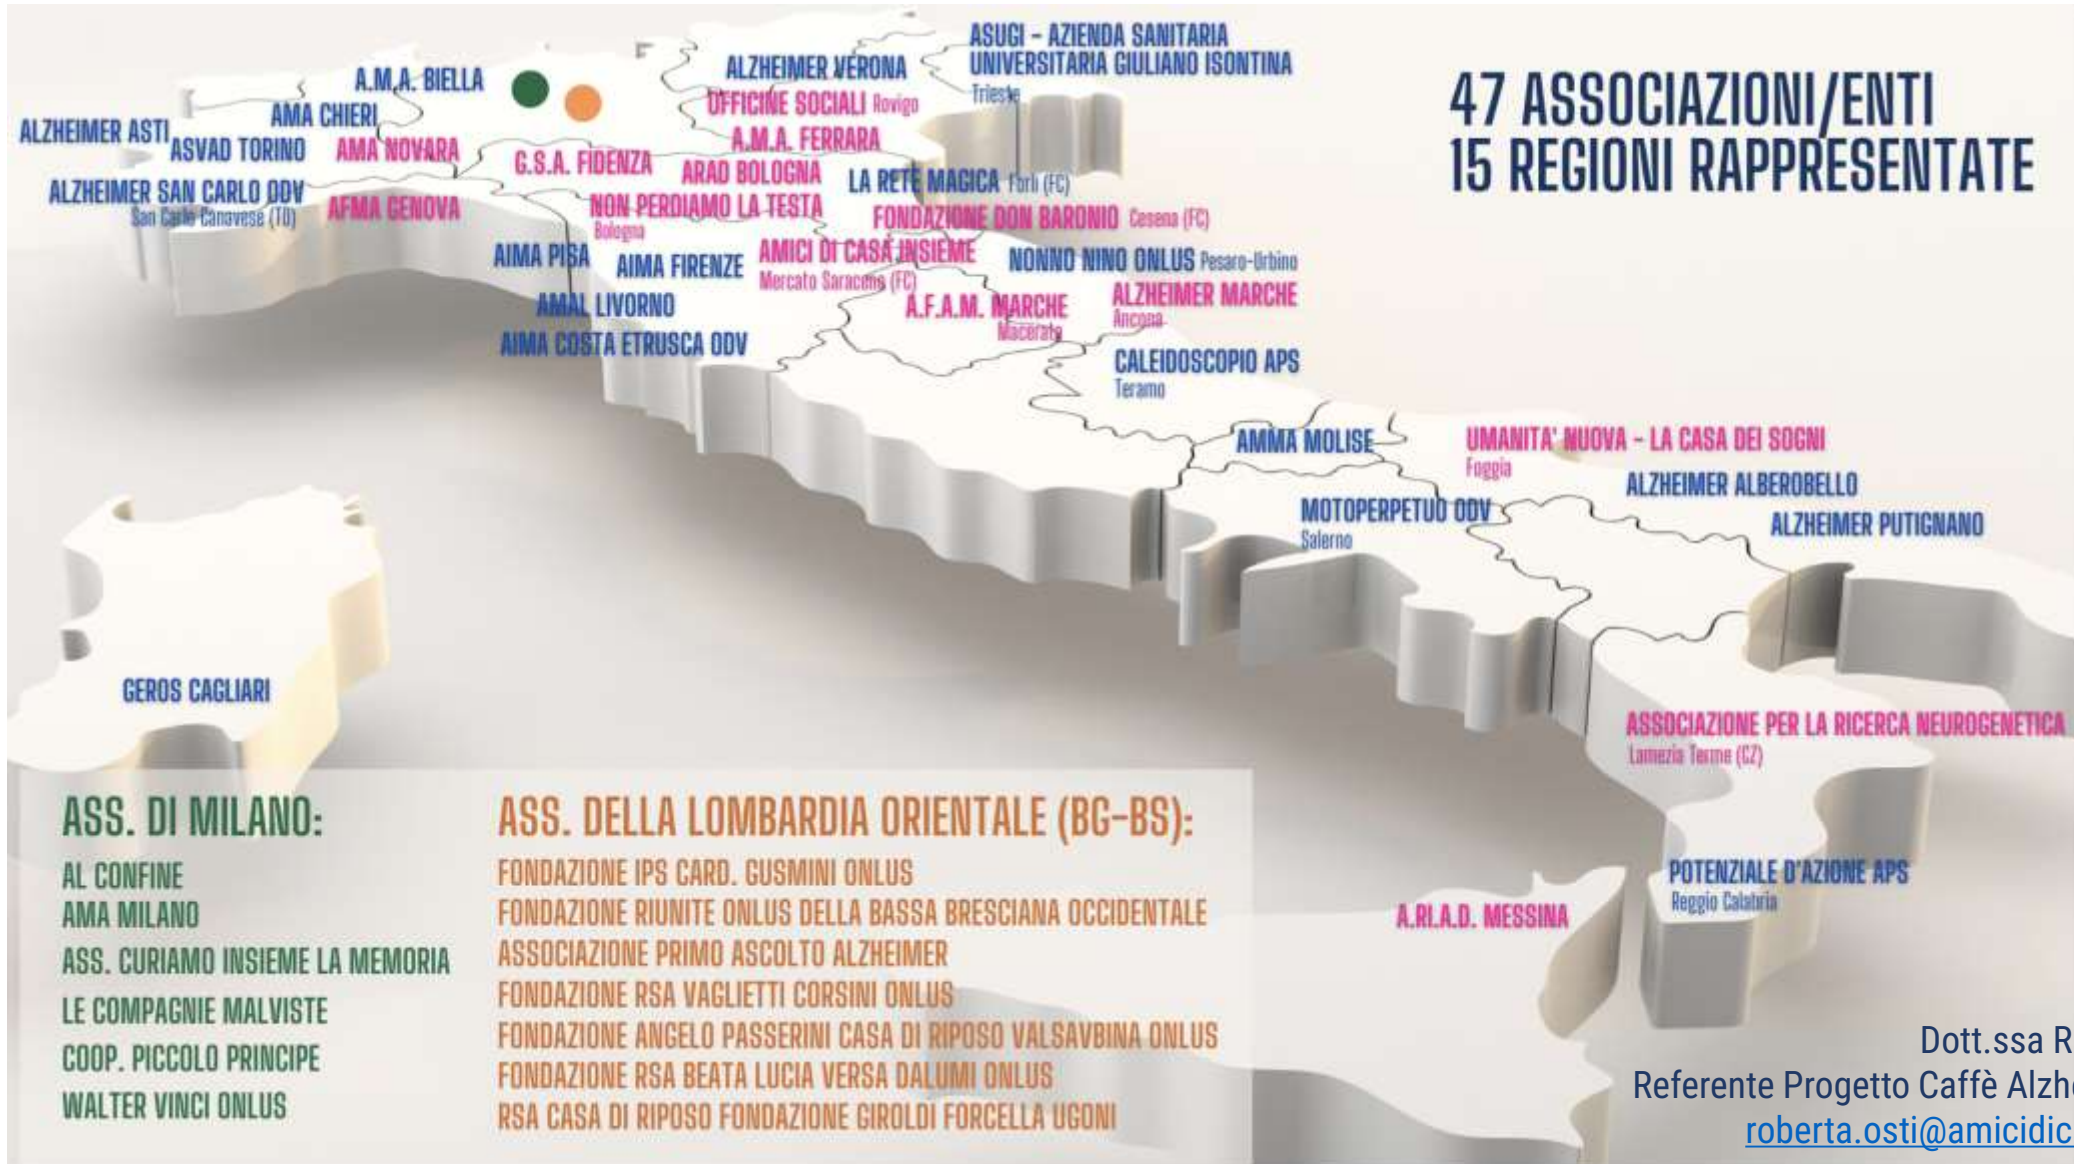 ASUGI – AZIENDA SANITARIA
UNIVERSITARIA GIULIANO ISONTINA
Trieste
47 ASSOCIAZIONI/ENTI
15 REGIONI RAPPRESENTATE
A.M.A. BIELLA
ALZHEIMER VERONA
OFFICINE SOCIALI Rovigo
AMA CHIERI
ALZHEIMER ASTI
ASVAD TORINO
AMA NOVARA
A.M.A. FERRARA
G.S.A. FIDENZA
ARAD BOLOGNA
LA RETE MAGICA Forlì (FC)
ALZHEIMER SAN CARLO ODV
San Carlo Canavese (TO)
AFMA GENOVA
NON PERDIAMO LA TESTA
Bologna
FONDAZIONE DON BARONIO Cesena (FC)
AIMA PISA
AIMA FIRENZE
AMICI DI CASA INSIEME
Mercato Saraceno (FC)
NONNO NINO ONLUS Pesaro-Urbino
AMAL LIVORNO
A.F.A.M. MARCHE
Macerata
ALZHEIMER MARCHE
Ancona
AIMA COSTA ETRUSCA ODV
CALEIDOSCOPIO APS
Teramo
AMMA MOLISE
UMANITA' NUOVA – LA CASA DEI SOGNI
Foggia
ALZHEIMER ALBEROBELLO
MOTOPERPETUO ODV
Salerno
ALZHEIMER PUTIGNANO
GEROS CAGLIARI
ASSOCIAZIONE PER LA RICERCA NEUROGENETICA
Lamezia Terme (CZ)
POTENZIALE D'AZIONE APS
Reggio Calabria
A.RI.A.D. MESSINA
ASS. DI MILANO:
AL CONFINE
AMA MILANO
ASS. CURIAMO INSIEME LA MEMORIA
LE COMPAGNIE MALVISTE
COOP. PICCOLO PRINCIPE
WALTER VINCI ONLUS
ASS. DELLA LOMBARDIA ORIENTALE (BG-BS):
FONDAZIONE IPS CARD. GUSMINI ONLUS
FONDAZIONE RIUNITE ONLUS DELLA BASSA BRESCIANA OCCIDENTALE
ASSOCIAZIONE PRIMO ASCOLTO ALZHEIMER
FONDAZIONE RSA VAGLIETTI CORSINI ONLUS
FONDAZIONE ANGELO PASSERINI CASA DI RIPOSO VALSAVBINA ONLUS
FONDAZIONE RSA BEATA LUCIA VERSA DALUMI ONLUS
RSA CASA DI RIPOSO FONDAZIONE GIROLDI FORCELLA UGONI
Dott.ssa R
Referente Progetto Caffè Alzhe
roberta.osti@amicidic